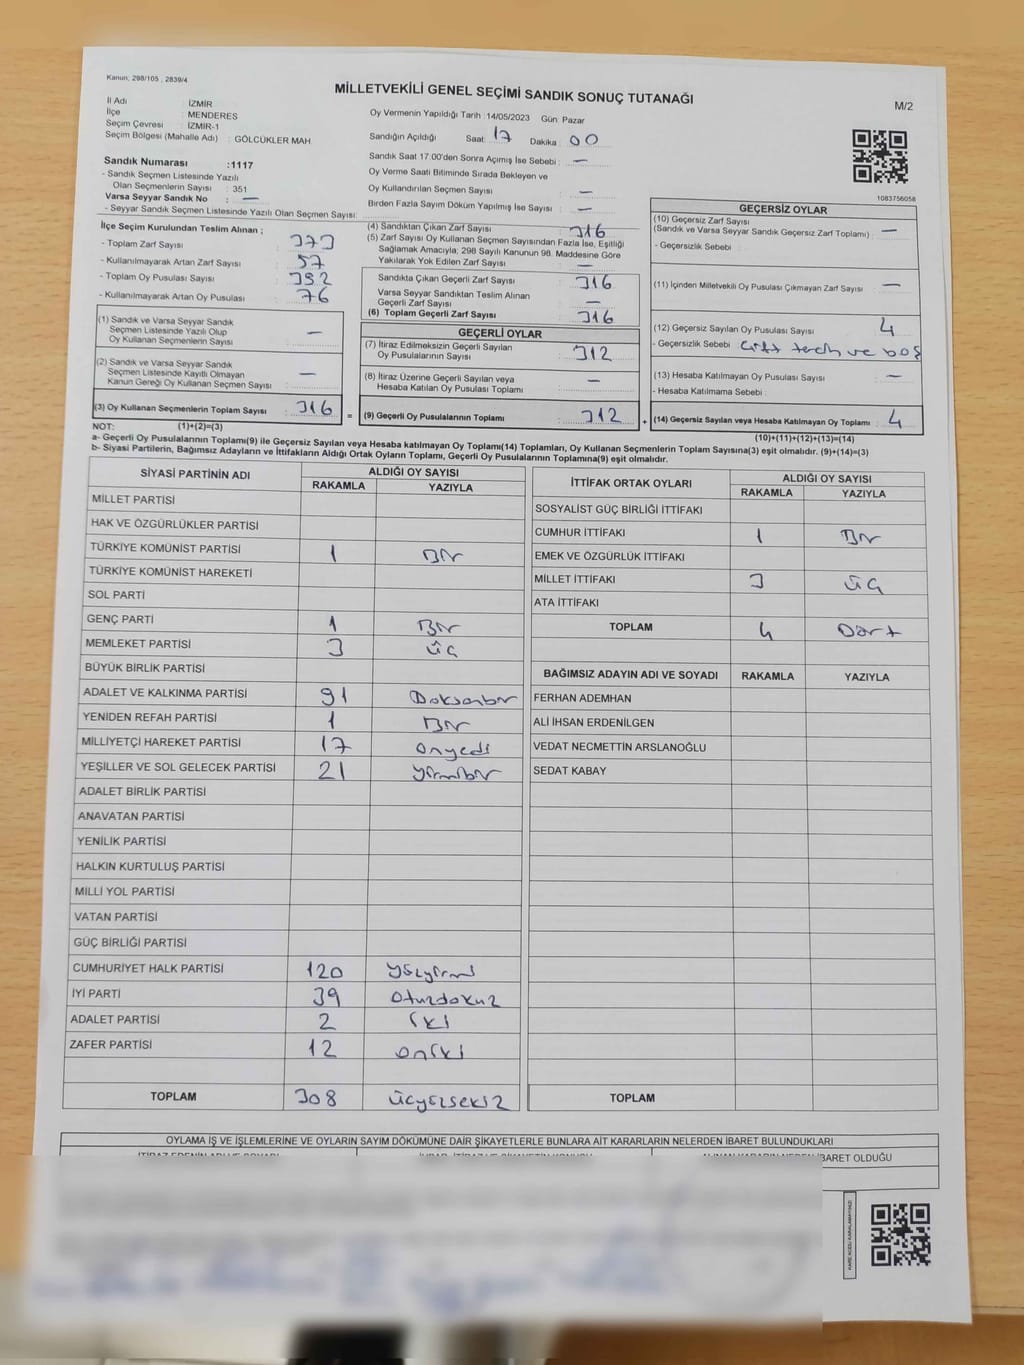 Kanun; 298/105 , 2839/4
MİLLETVEKİLİ GENEL SEÇİMİ SANDIK SONUÇ TUTANAĞI
M/2
İl Adı : İZMİR
İlçe : MENDERES
Seçim Çevresi : İZMİR-1
Seçim Bölgesi (Mahalle Adı) : GÖLCÜKLER MAH
Oy Vermenin Yapıldığı Tarih :14/05/2023 Gün: Pazar
Sandığın Açıldığı Saat: 17 Dakika: 00
Sandık Saat 17.00'den Sonra Açımış İse Sebebi : —
Oy Verme Saati Bitiminde Sırada Bekleyen ve
Oy Kullandırılan Seçmen Sayısı : —
Birden Fazla Sayım Döküm Yapılmış İse Sayısı : —
Sandık Numarası :1117
- Sandık Seçmen Listesinde Yazılı
Olan Seçmenlerin Sayısı : 351
Varsa Seyyar Sandık No : —
- Seyyar Sandık Seçmen Listesinde Yazılı Olan Seçmen Sayısı:
1083756058
İlçe Seçim Kurulundan Teslim Alınan ;
- Toplam Zarf Sayısı : 373
- Kullanılmayarak Artan Zarf Sayısı : 57
- Toplam Oy Pusulası Sayısı : 392
- Kullanılmayarak Artan Oy Pusulası : 76
(1) Sandık ve Varsa Seyyar Sandık
Seçmen Listesinde Yazılı Olup
Oy Kullanan Seçmenlerin Sayısı : —
(2) Sandık ve Varsa Seyyar Sandık
Seçmen Listesinde Kayıtlı Olmayan
Kanun Gereği Oy Kullanan Seçmen Sayısı : —
(3) Oy Kullanan Seçmenlerin Toplam Sayısı : 316 =
(4) Sandıktan Çıkan Zarf Sayısı : 316
(5) Zarf Sayısı Oy Kullanan Seçmen Sayısından Fazla İse, Eşitliği
Sağlamak Amacıyla; 298 Sayılı Kanunun 98. Maddesine Göre
Yakılarak Yok Edilen Zarf Sayısı : —
Sandıkta Çıkan Geçerli Zarf Sayısı : 316
Varsa Seyyar Sandıktan Teslim Alınan
Geçerli Zarf Sayısı : —
(6) Toplam Geçerli Zarf Sayısı : 316
GEÇERLİ OYLAR
(7) İtiraz Edilmeksizin Geçerli Sayılan
Oy Pusulalarının Sayısı : 312
(8) İtiraz Üzerine Geçerli Sayılan veya
Hesaba Katılan Oy Pusulası Toplamı : —
(9) Geçerli Oy Pusulalarının Toplamı : 312 +
GEÇERSİZ OYLAR
(10) Geçersiz Zarf Sayısı
(Sandık ve Varsa Seyyar Sandık Geçersiz Zarf Toplamı) : —
- Geçersizlik Sebebi :
(11) İçinden Milletvekili Oy Pusulası Çıkmayan Zarf Sayısı : —
(12) Geçersiz Sayılan Oy Pusulası Sayısı : 4
- Geçersizlik Sebebi : Çift tercih ve boş
(13) Hesaba Katılmayan Oy Pusulası Sayısı : —
- Hesaba Katılmama Sebebi :
(14) Geçersiz Sayılan veya Hesaba Katılmayan Oy Toplamı : 4
NOT: (1)+(2)=(3)
(10)+(11)+(12)+(13)=(14)
a- Geçerli Oy Pusulası Toplamı(9) ile Geçersiz Sayılan veya Hesaba katılmayan Oy Toplamı(14) Toplamları, Oy Kullanan Seçmenlerin Toplam Sayısına(3) eşit olmalıdır. (9)+(14)=(3)
b- Siyasi Partilerin, Bağımsız Adayların ve İttifakların Aldığı Ortak Oyların Toplamı, Geçerli Oy Pusulalarının Toplamına(9) eşit olmalıdır.
SİYASİ PARTİNİN ADI ALDIĞI OY SAYISI
RAKAMLA YAZIYLA
MİLLET PARTİSİ
HAK VE ÖZGÜRLÜKLER PARTİSİ
TÜRKİYE KOMÜNİST PARTİSİ 1 Bir
TÜRKİYE KOMÜNİST HAREKETİ
SOL PARTİ
GENÇ PARTİ 1 Bir
MEMLEKET PARTİSİ 3 üç
BÜYÜK BİRLİK PARTİSİ
ADALET VE KALKINMA PARTİSİ 91 Doksanbir
YENİDEN REFAH PARTİSİ 1 Bir
MİLLİYETÇİ HAREKET PARTİSİ 17 onyedi
YEŞİLLER VE SOL GELECEK PARTİSİ 21 yirmibir
ADALET BİRLİK PARTİSİ
ANAVATAN PARTİSİ
YENİLİK PARTİSİ
HALKIN KURTULUŞ PARTİSİ
MİLLİ YOL PARTİSİ
VATAN PARTİSİ
GÜÇ BİRLİĞİ PARTİSİ
CUMHURİYET HALK PARTİSİ 120 yüzyirmi
İYİ PARTİ 39 otuzdokuz
ADALET PARTİSİ 2 iki
ZAFER PARTİSİ 12 oniki
TOPLAM 308 üçyüzsekiz
İTTİFAK ORTAK OYLARI ALDIĞI OY SAYISI
RAKAMLA YAZIYLA
SOSYALİST GÜÇ BİRLİĞİ İTTİFAKI
CUMHUR İTTİFAKI 1 Bir
EMEK VE ÖZGÜRLÜK İTTİFAKI
MİLLET İTTİFAKI 3 üç
ATA İTTİFAKI
TOPLAM 4 Dört
BAĞIMSIZ ADAYIN ADI VE SOYADI RAKAMLA YAZIYLA
FERHAN ADEMHAN
ALİ İHSAN ERDENİLGEN
VEDAT NECMETTİN ARSLANOĞLU
SEDAT KABAY
TOPLAM
OYLAMA İŞ VE İŞLEMLERİNE VE OYLARIN SAYIM DÖKÜMÜNE DAİR ŞİKAYETLERLE BUNLARA AİT KARARLARIN NELERDEN İBARET BULUNDUKLARI
İBARET OLDUĞU
KARE KODU KARALAMAYINIZ!